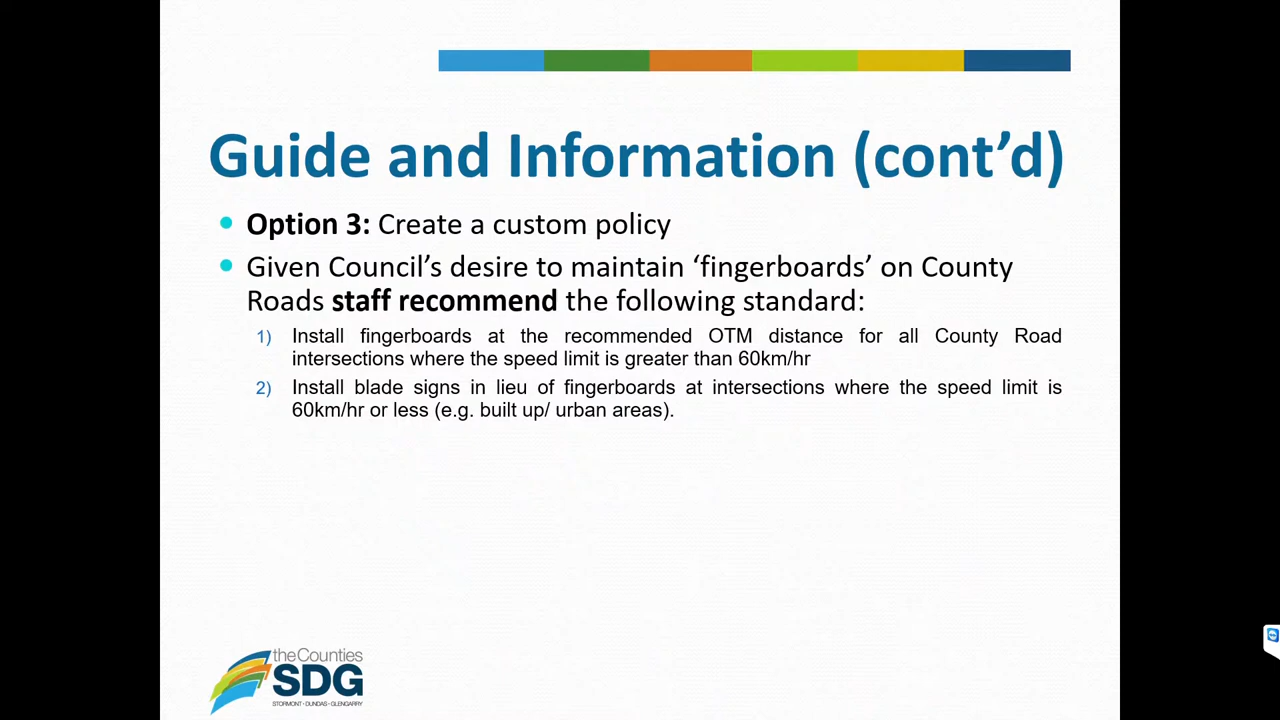 Guide and Information (cont’d)
Option 3: Create a custom policy
Given Council’s desire to maintain ‘fingerboards’ on County
Roads staff recommend the following standard:
1) Install fingerboards at the recommended OTM distance for all County Road
intersections where the speed limit is greater than 60km/hr
2) Install blade signs in lieu of fingerboards at intersections where the speed limit is
60km/hr or less (e.g. built up/ urban areas).
the Counties
SDG
STORMONT • DUNDAS • GLENGARRY